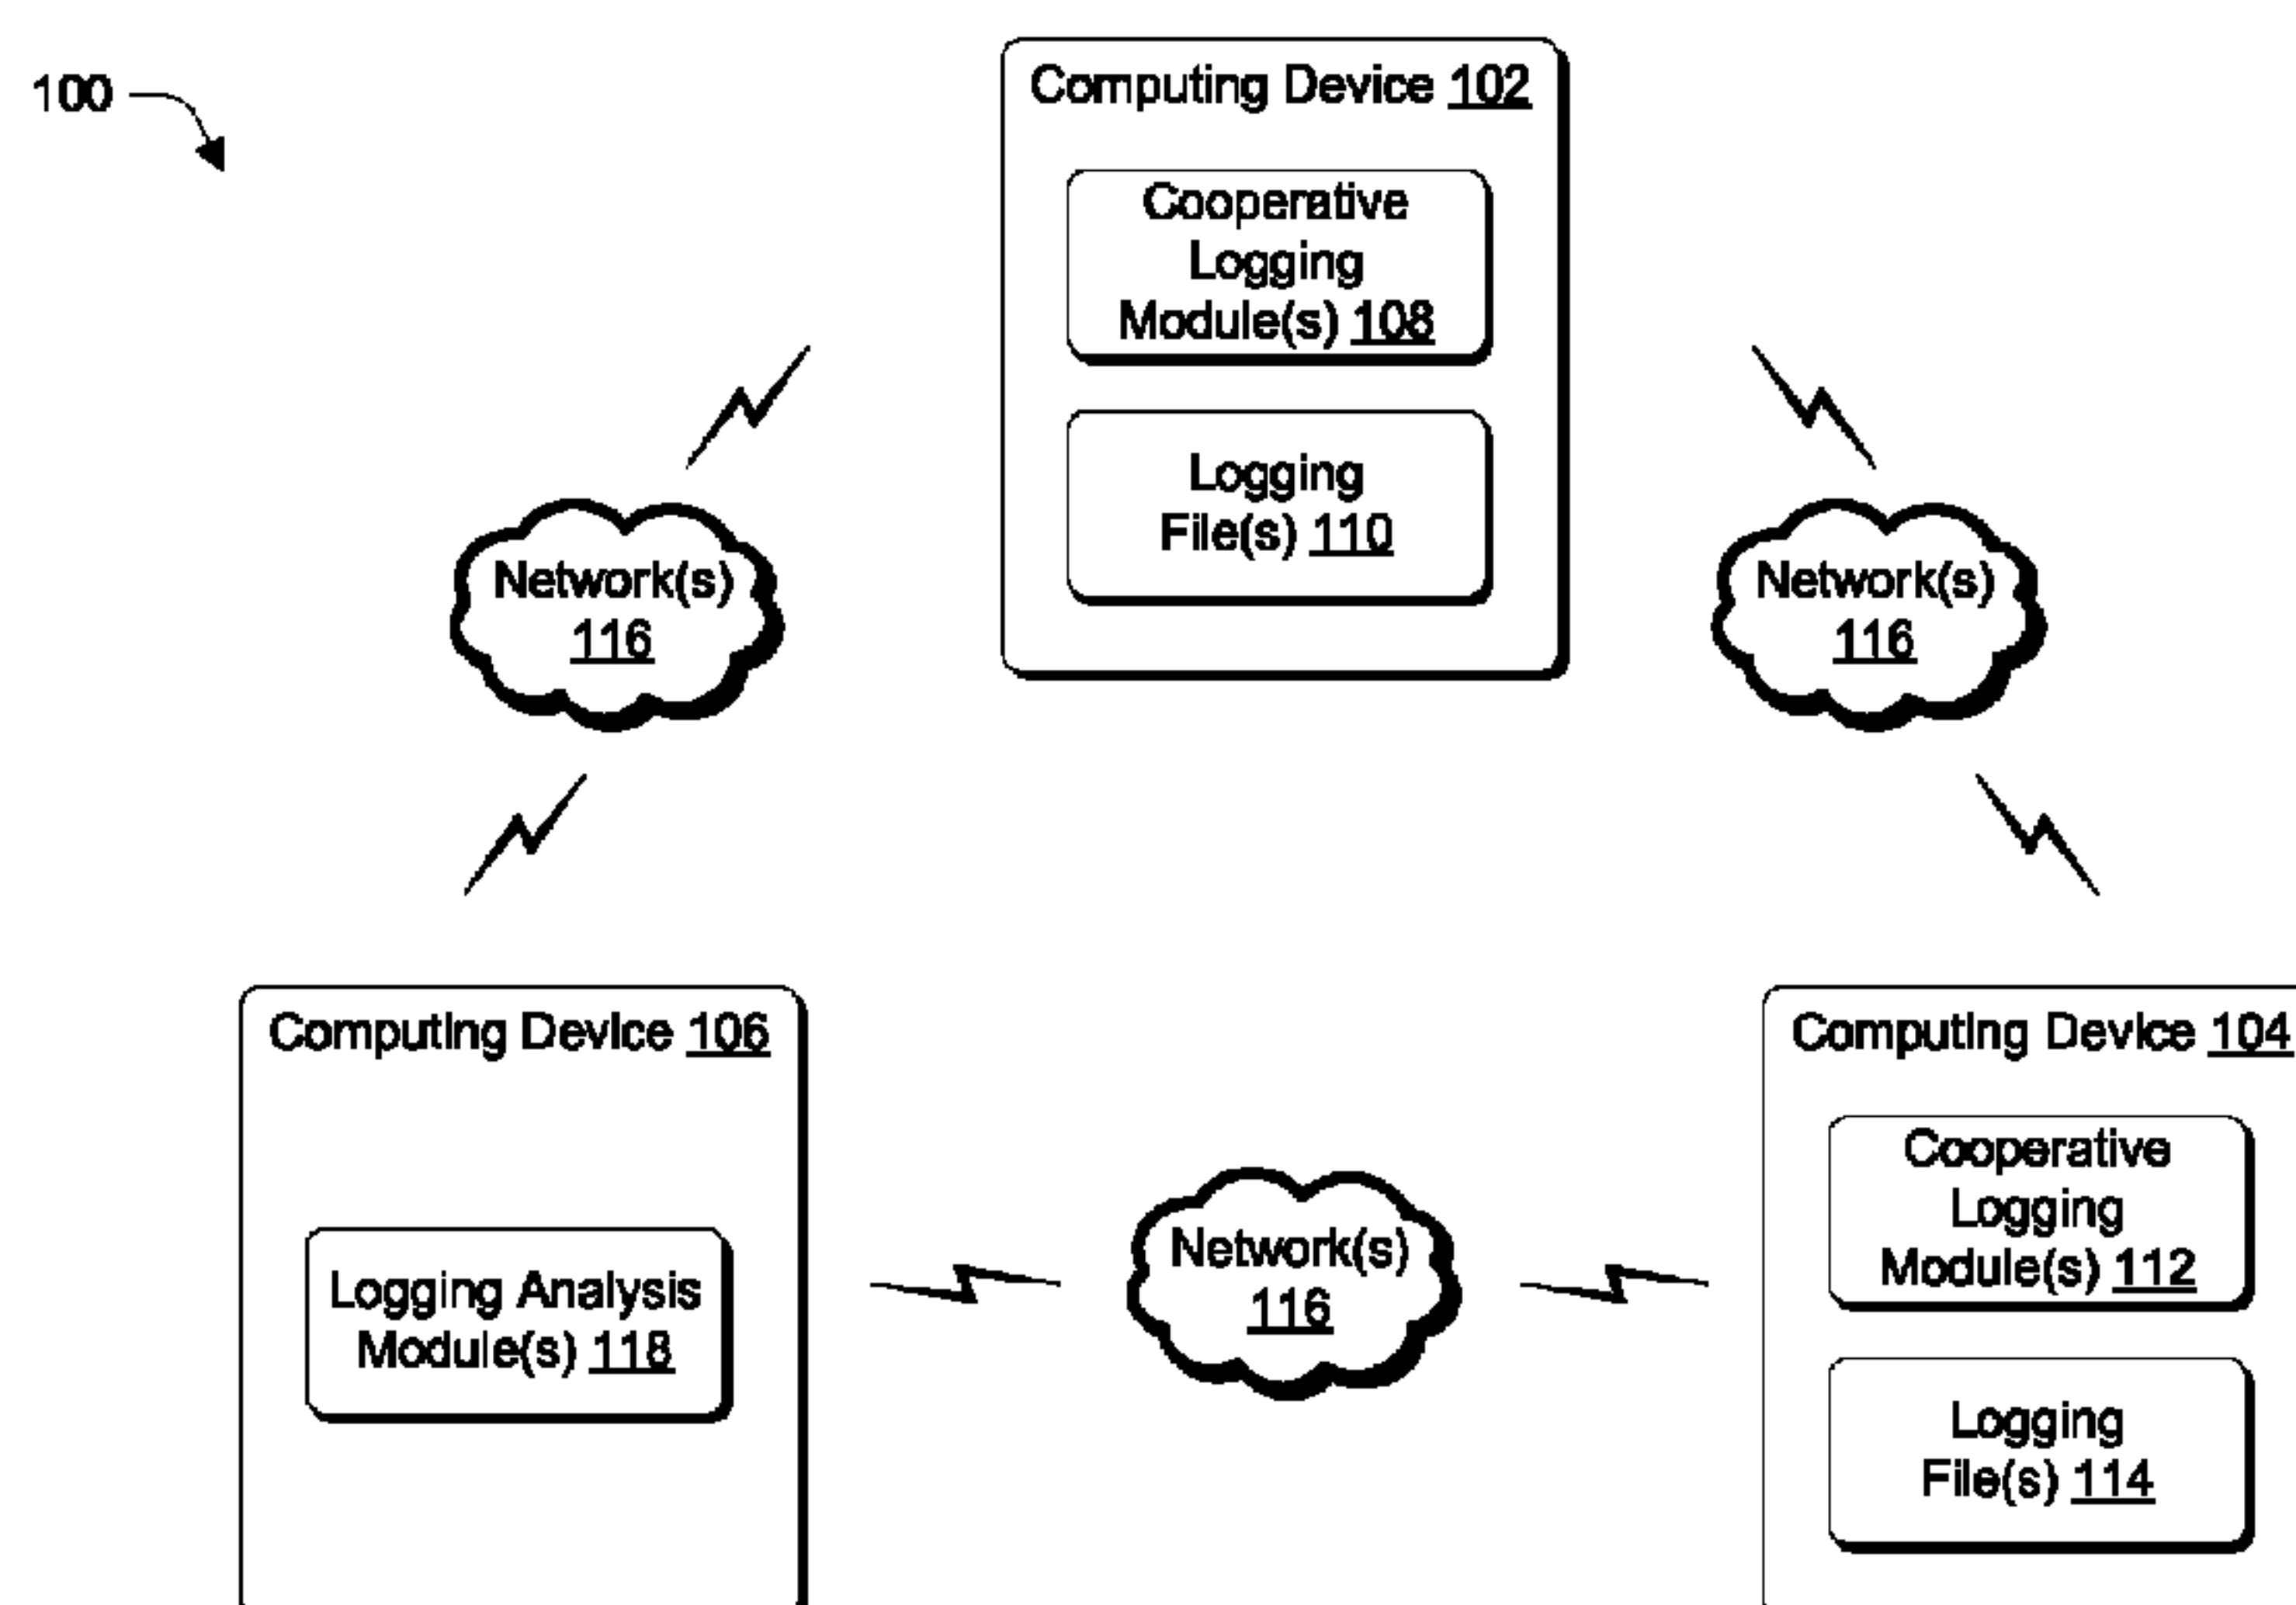 100
Computing Device 102
Cooperative
Logging
Module(s) 108
Logging
File(s) 110
Network(s)
116
Network(s)
116
Computing Device 106
Logging Analysis
Module(s) 118
Network(s)
116
Computing Device 104
Cooperative
Logging
Module(s) 112
Logging
File(s) 114